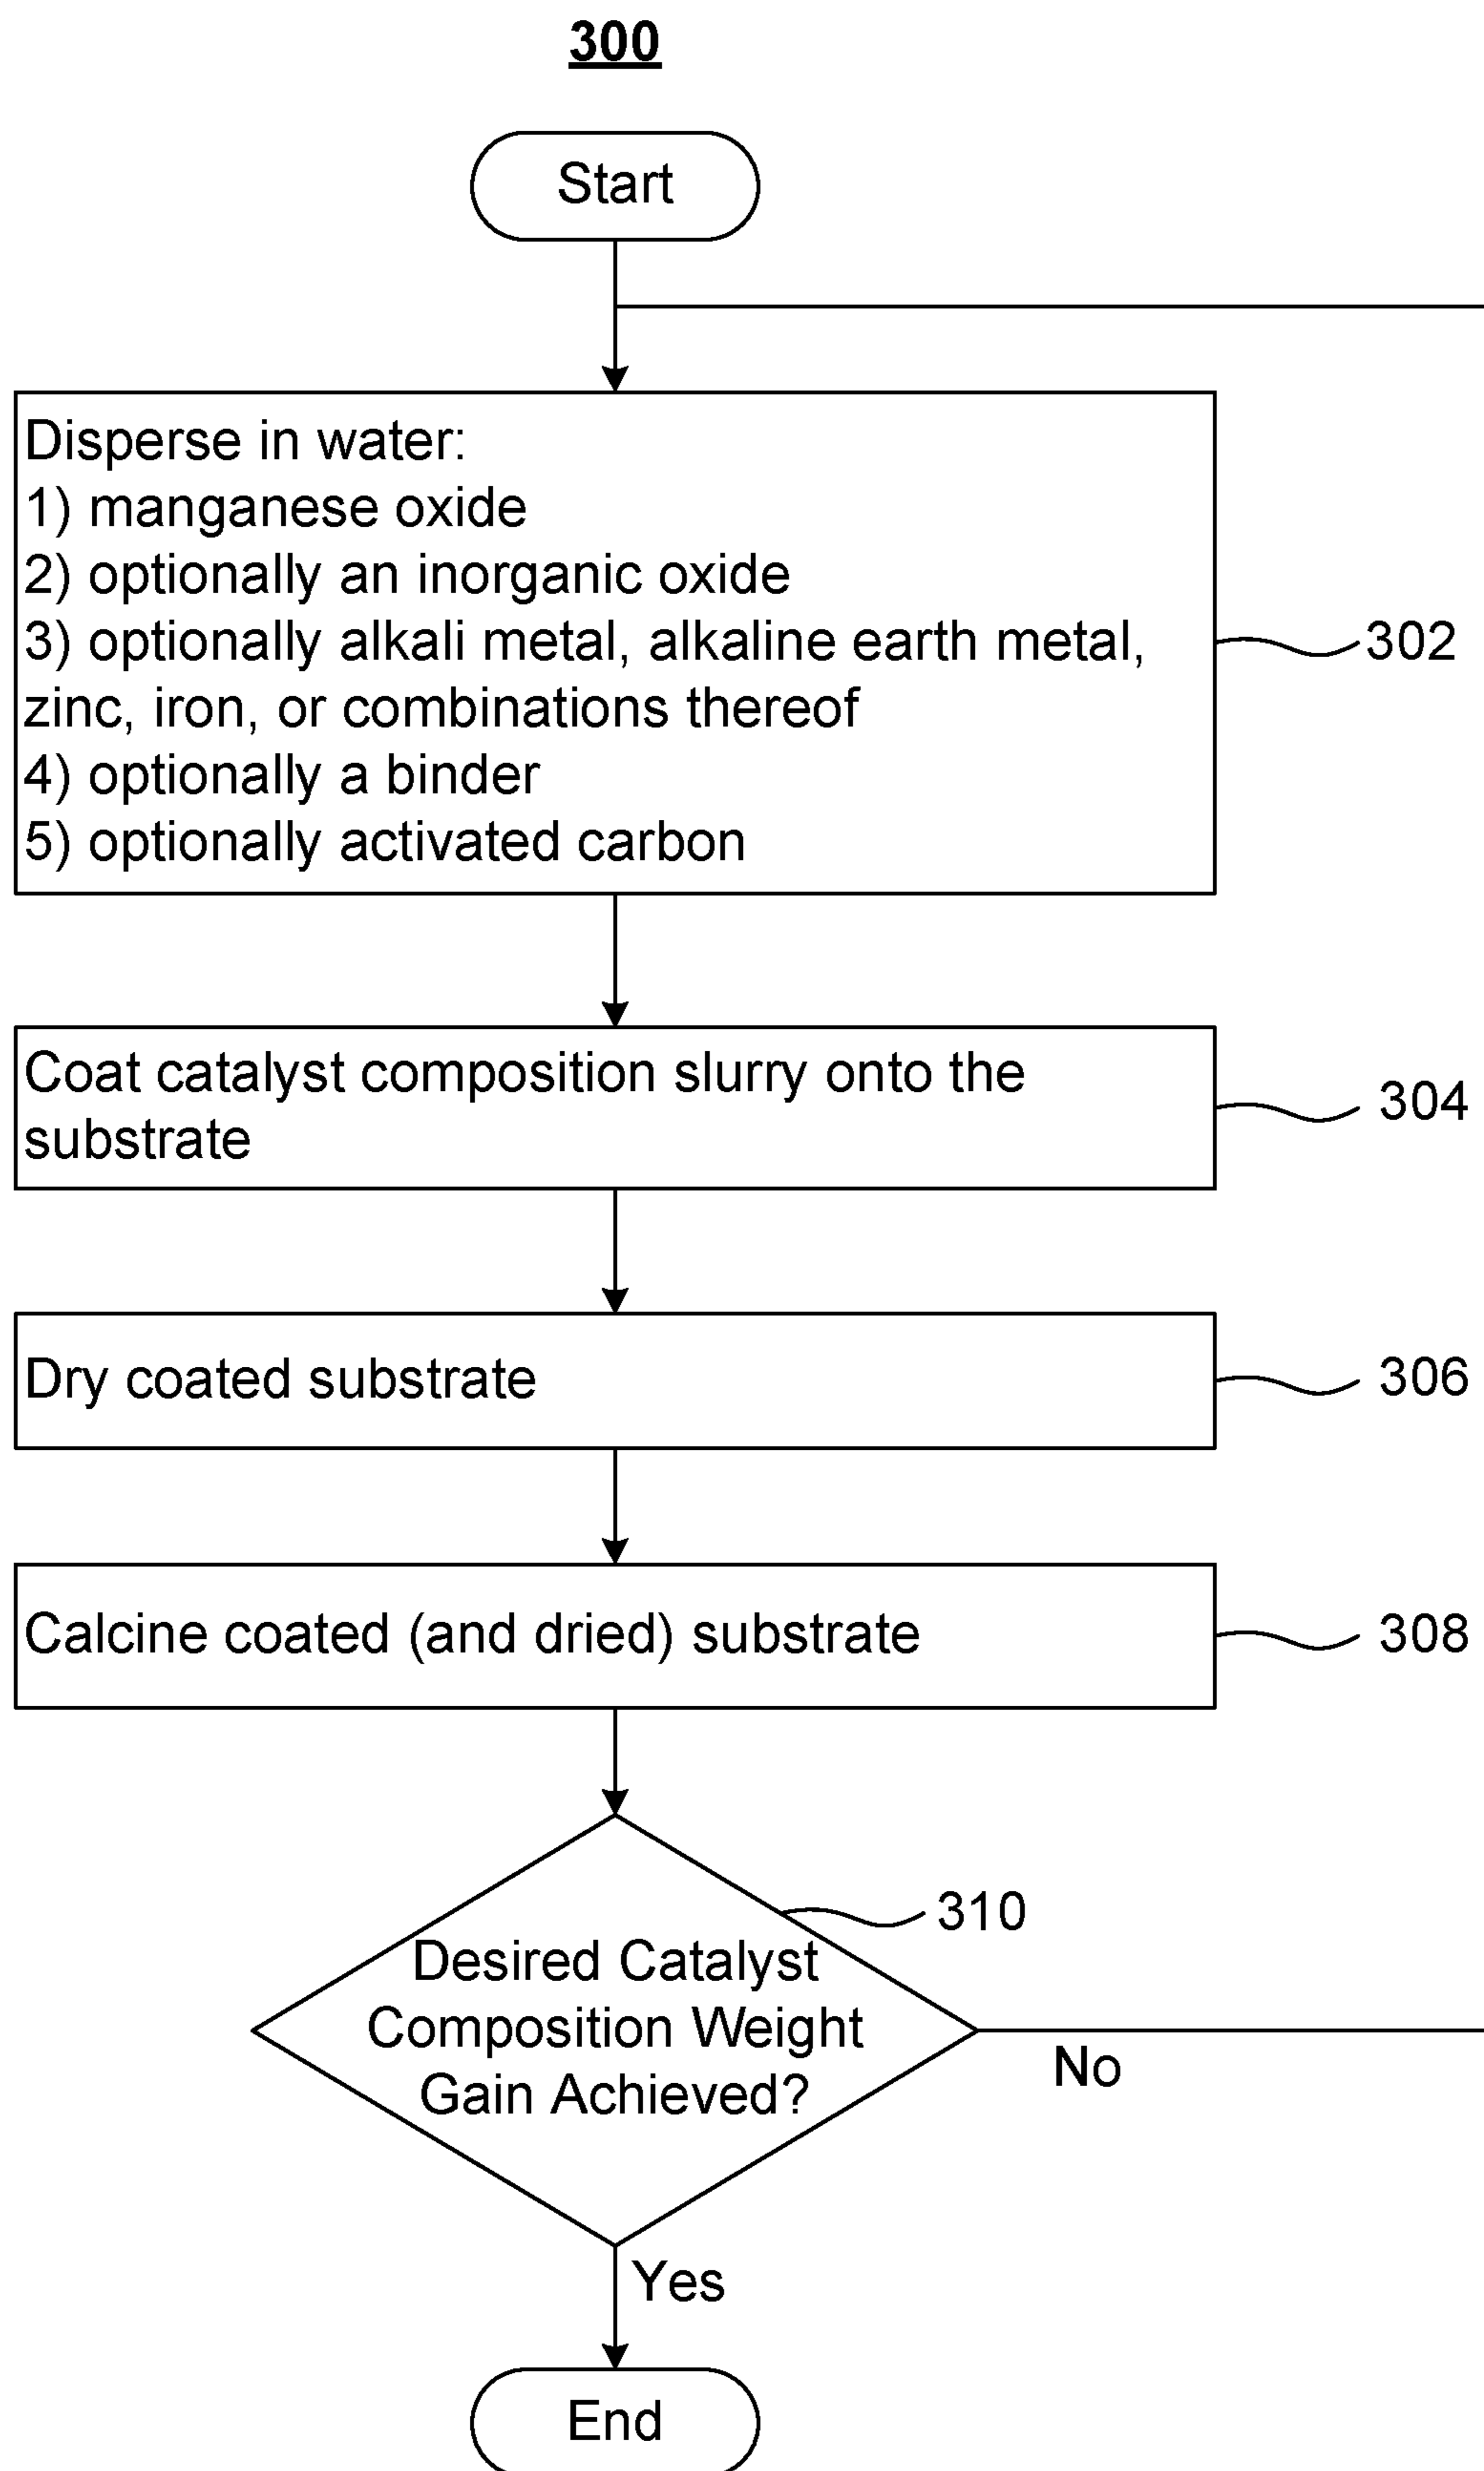 300
Start
Disperse in water:
1) manganese oxide
2) optionally an inorganic oxide
3) optionally alkali metal, alkaline earth metal,
zinc, iron, or combinations thereof
4) optionally a binder
5) optionally activated carbon
302
Coat catalyst composition slurry onto the
substrate
304
Dry coated substrate
306
Calcine coated (and dried) substrate
308
310
Desired Catalyst
Composition Weight
Gain Achieved?
No
Yes
End